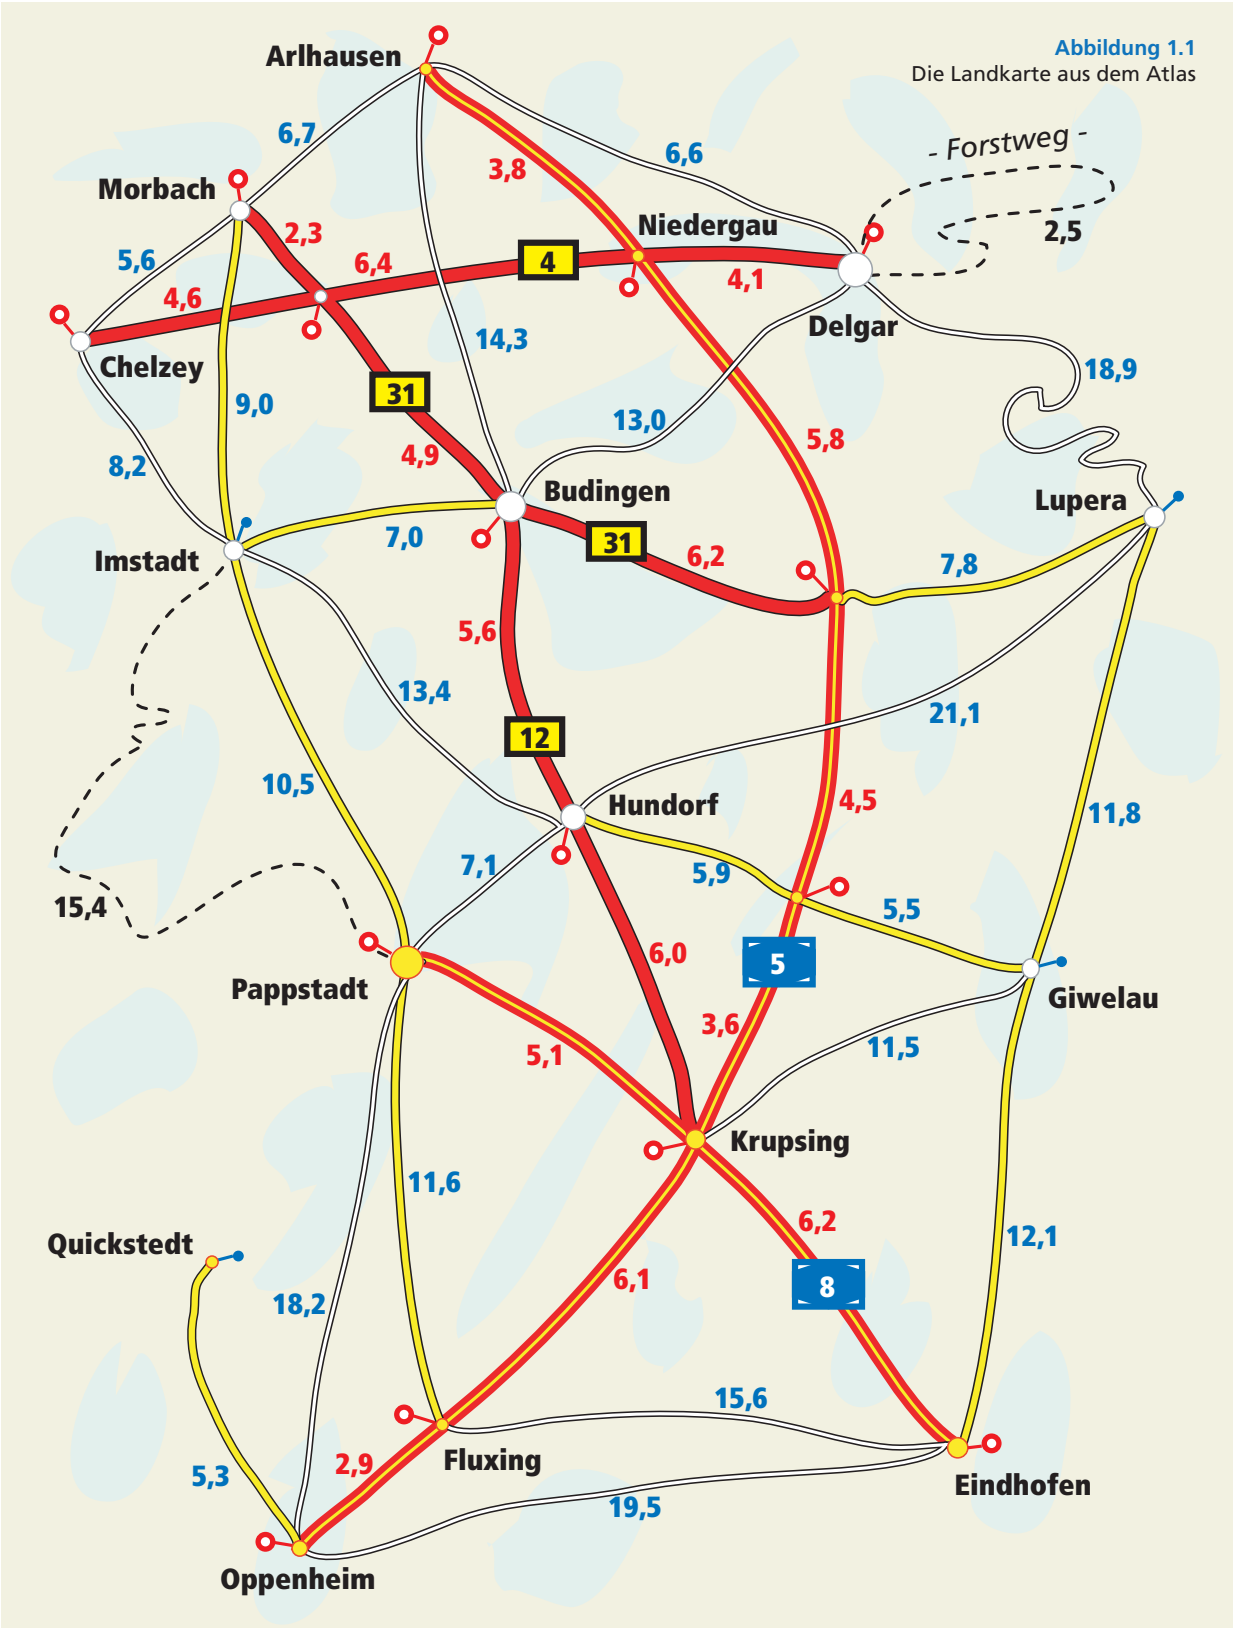 Abbildung 1.1
Die Landkarte aus dem Atlas
Arlhausen
6,7
3,8
6,6
- Forstweg -
2,5
Morbach
2,3
Niedergau
5,6
6,4
4
4,1
4,6
Delgar
Chelzey
14,3
18,9
31
9,0
13,0
5,8
4,9
8,2
Budingen
Lupera
7,0
31
6,2
7,8
Imstadt
5,6
13,4
21,1
12
10,5
Hundorf
4,5
11,8
7,1
5,9
5,5
15,4
6,0
5
Pappstadt
Giwelau
3,6
5,1
11,5
Krupsing
11,6
6,2
Quickstedt
12,1
6,1
8
18,2
15,6
Fluxing
2,9
5,3
Eindhofen
19,5
Oppenheim